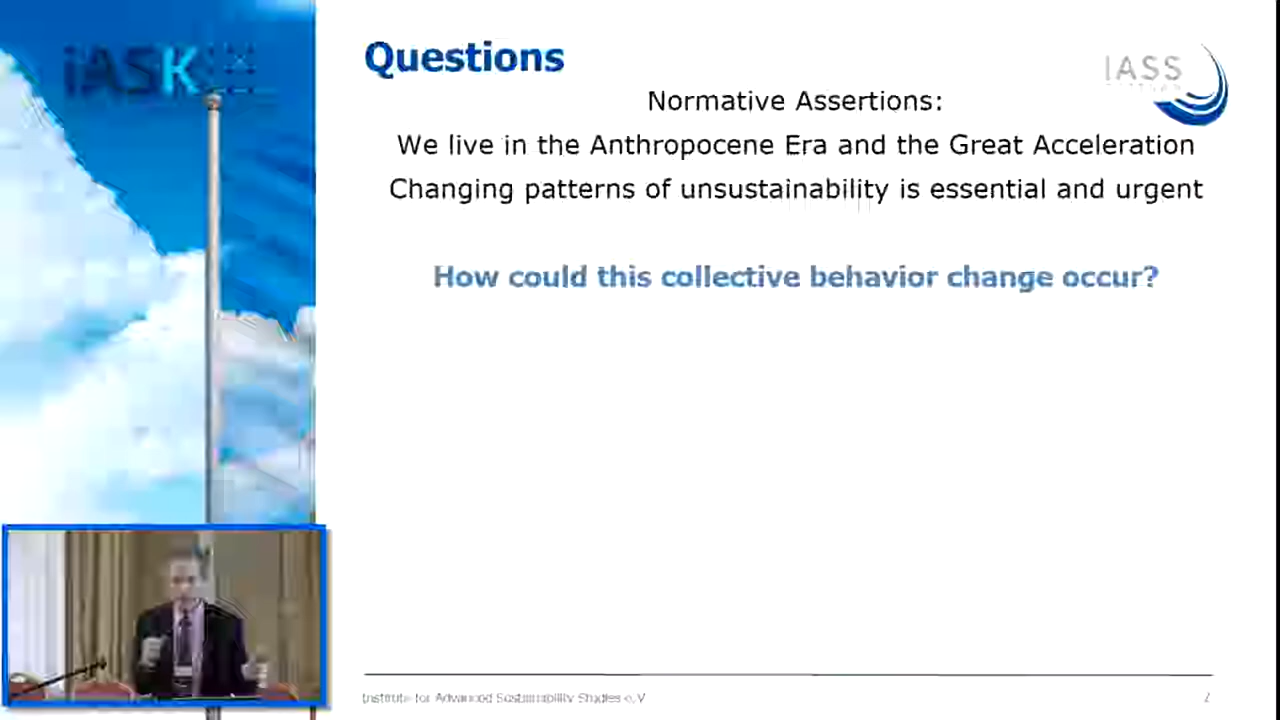 iASK
Questions
IASS
Normative Assertions:
We live in the Anthropocene Era and the Great Acceleration
Changing patterns of unsustainability is essential and urgent
How could this collective behavior change occur?
Institute for Advanced Sustainability Studies e.V